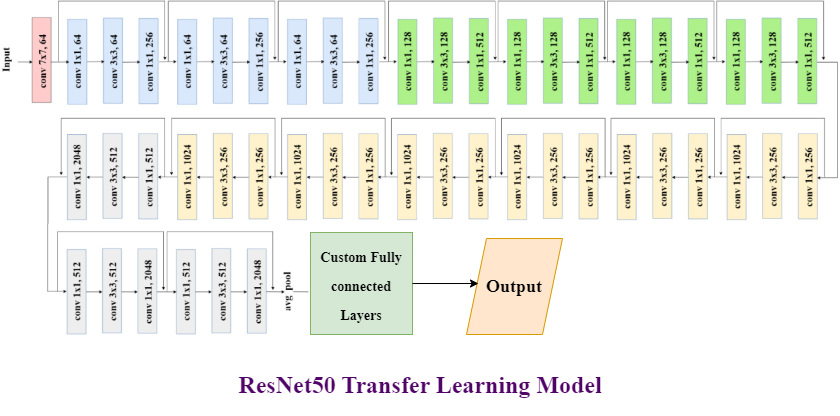 Input
conv 7x7, 64
conv 1x1, 64
conv 3x3, 64
conv 1x1, 256
conv 1x1, 64
conv 3x3, 64
conv 1x1, 256
conv 1x1, 64
conv 3x3, 64
conv 1x1, 256
conv 1x1, 128
conv 3x3, 128
conv 1x1, 512
conv 1x1, 128
conv 3x3, 128
conv 1x1, 512
conv 1x1, 128
conv 3x3, 128
conv 1x1, 512
conv 1x1, 128
conv 3x3, 128
conv 1x1, 512
conv 1x1, 2048
conv 3x3, 512
conv 1x1, 512
conv 1x1, 1024
conv 3x3, 256
conv 1x1, 256
conv 1x1, 1024
conv 3x3, 256
conv 1x1, 256
conv 1x1, 1024
conv 3x3, 256
conv 1x1, 256
conv 1x1, 1024
conv 3x3, 256
conv 1x1, 256
conv 1x1, 1024
conv 3x3, 256
conv 1x1, 256
conv 1x1, 1024
conv 3x3, 256
conv 1x1, 256
conv 1x1, 512
conv 3x3, 512
conv 1x1, 2048
conv 1x1, 512
conv 3x3, 512
conv 1x1, 2048
avg_pool
Custom Fully
connected
Layers
Output
ResNet50 Transfer Learning Model